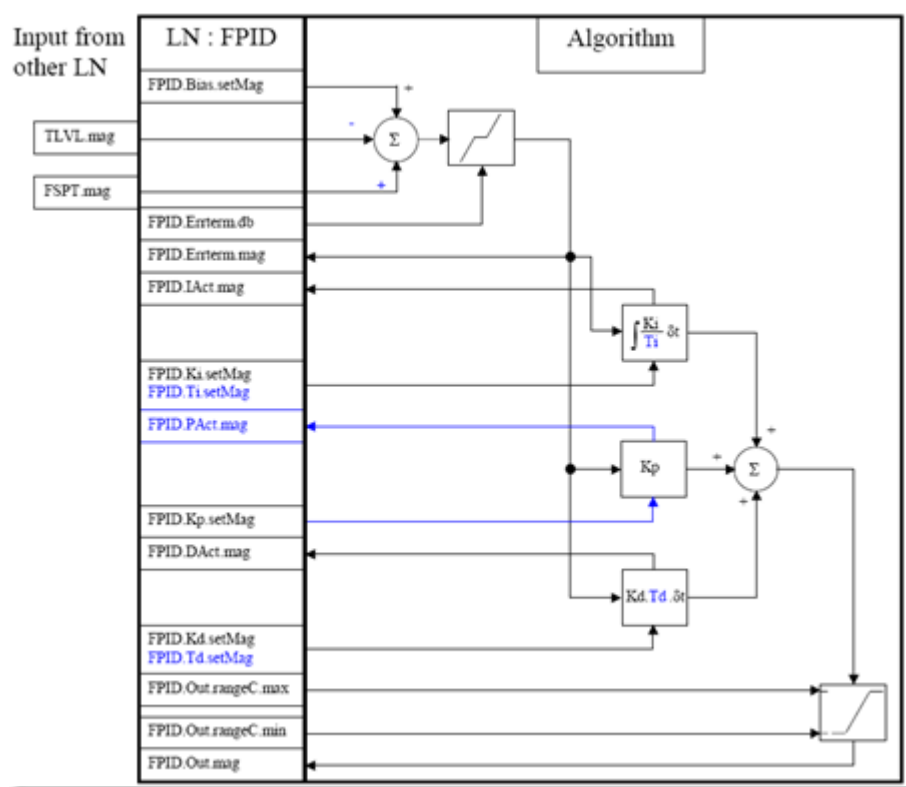 Input from
other LN
LN : FPID
Algorithm
FPID.Bias.setMag
+
TLVL.mag
-
Σ
FSPT.mag
+
FPID.Errterm.db
FPID.Errterm.mag
FPID.IAct.mag
∫ Ki/Ti δt
FPID.Ki.setMag
FPID.Ti.setMag
FPID.PAct.mag
+
Kp
+
Σ
+
FPID.Kp.setMag
FPID.DAct.mag
Kd.Td.δt
FPID.Kd.setMag
FPID.Td.setMag
FPID.Out.rangeC.max
FPID.Out.rangeC.min
FPID.Out.mag